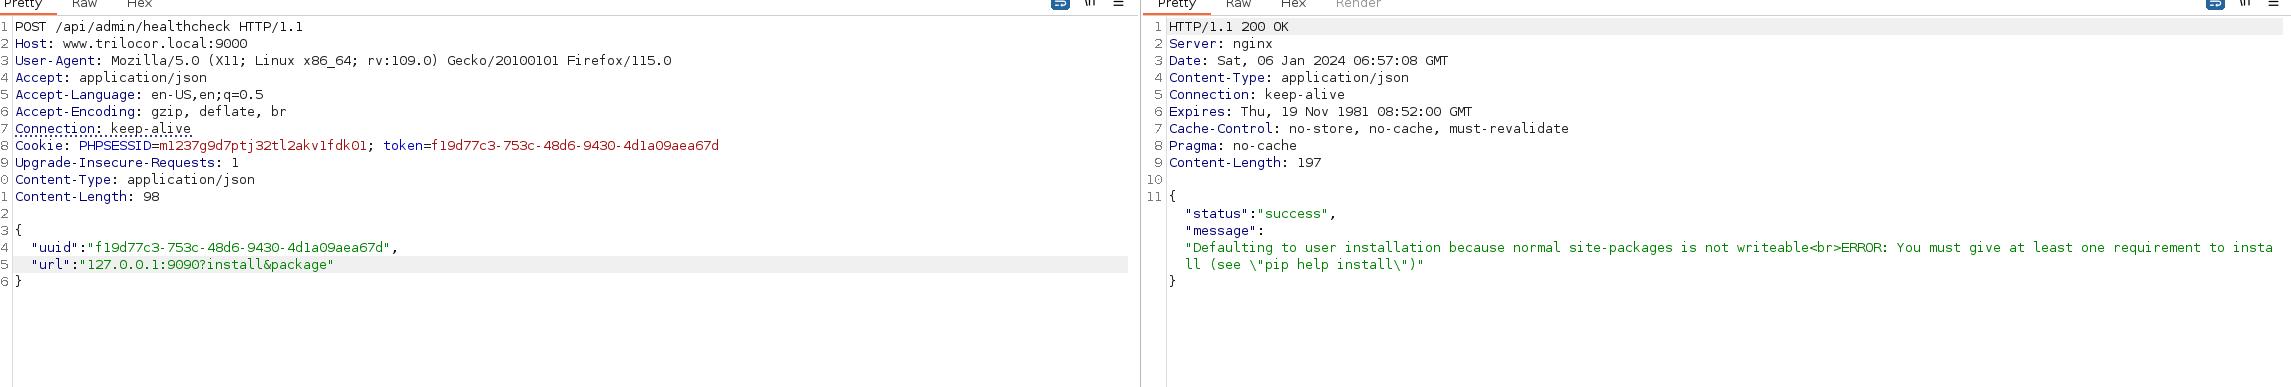 Pretty Raw Hex \n
1 POST /api/admin/healthcheck HTTP/1.1
2 Host: www.trilocor.local:9000
3 User-Agent: Mozilla/5.0 (X11; Linux x86_64; rv:109.0) Gecko/20100101 Firefox/115.0
4 Accept: application/json
5 Accept-Language: en-US,en;q=0.5
6 Accept-Encoding: gzip, deflate, br
7 Connection: keep-alive
8 Cookie: PHPSESSID=m1237g9d7ptj32tl2akv1fdk01; token=f19d77c3-753c-48d6-9430-4d1a09aea67d
9 Upgrade-Insecure-Requests: 1
0 Content-Type: application/json
1 Content-Length: 98
2
3 {
4 "uuid":"f19d77c3-753c-48d6-9430-4d1a09aea67d",
5 "url":"127.0.0.1:9090?install&package"
6 }
Pretty Raw Hex Render \n
1 HTTP/1.1 200 OK
2 Server: nginx
3 Date: Sat, 06 Jan 2024 06:57:08 GMT
4 Content-Type: application/json
5 Connection: keep-alive
6 Expires: Thu, 19 Nov 1981 08:52:00 GMT
7 Cache-Control: no-store, no-cache, must-revalidate
8 Pragma: no-cache
9 Content-Length: 197
10
11 {
"status":"success",
"message":
"Defaulting to user installation because normal site-packages is not writeable<br>ERROR: You must give at least one requirement to insta
ll (see \"pip help install\")"
}